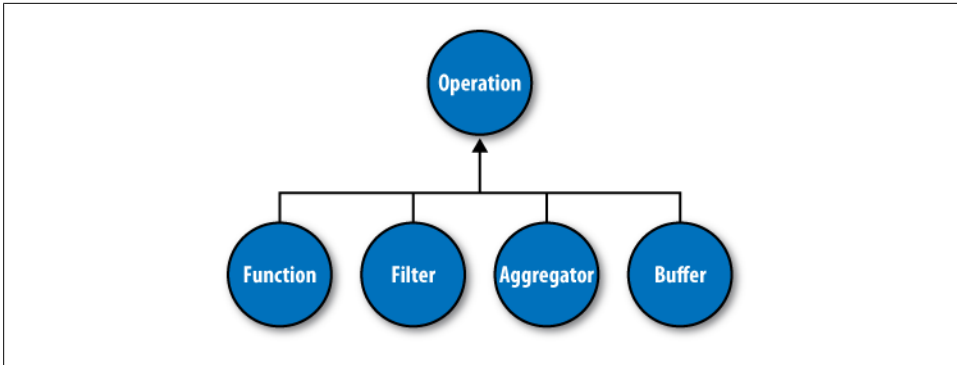 Operation
Function
Filter
Aggregator
Buffer